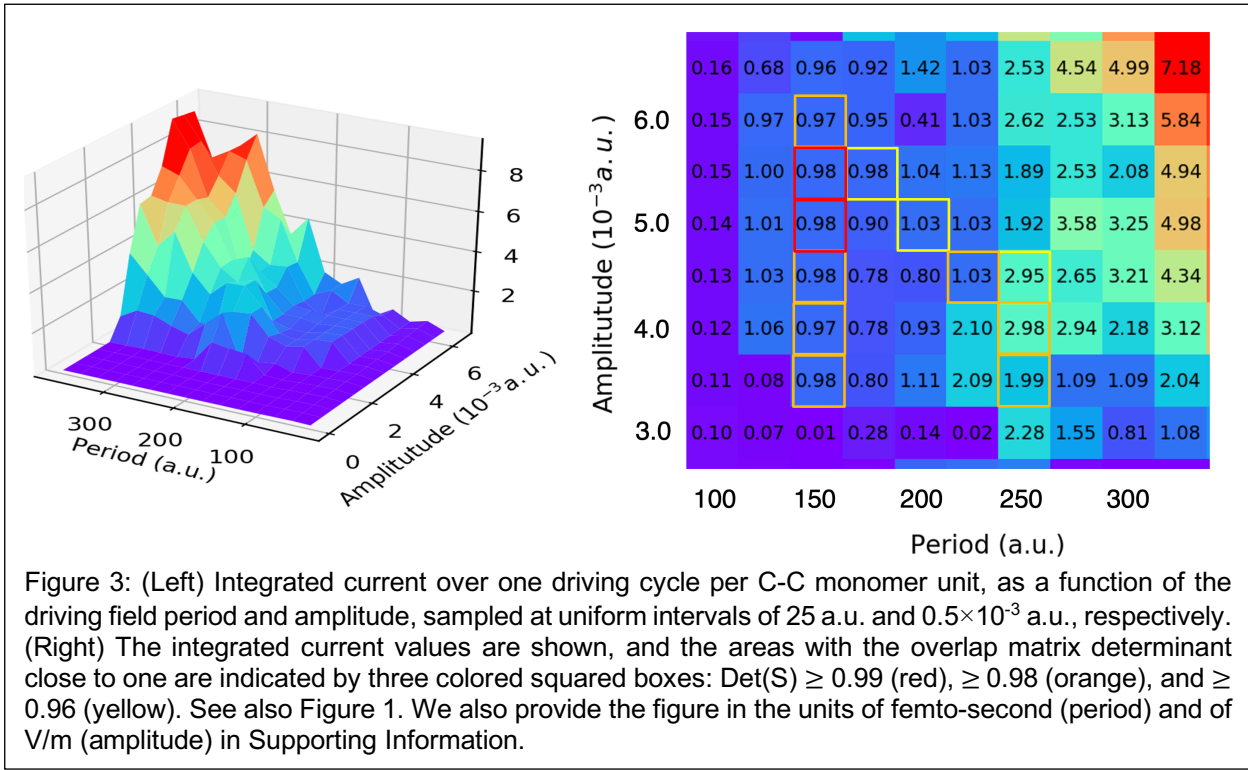 8
6
4
2
300
200
100
Period (a.u.)
0
2
4
6
Amplitutude (10⁻³a.u.)
0.16 0.68 0.96 0.92 1.42 1.03 2.53 4.54 4.99 7.18
6.0 0.15 0.97 0.97 0.95 0.41 1.03 2.62 2.53 3.13 5.84
0.15 1.00 0.98 0.98 1.04 1.13 1.89 2.53 2.08 4.94
5.0 0.14 1.01 0.98 0.90 1.03 1.03 1.92 3.58 3.25 4.98
0.13 1.03 0.98 0.78 0.80 1.03 2.95 2.65 3.21 4.34
4.0 0.12 1.06 0.97 0.78 0.93 2.10 2.98 2.94 2.18 3.12
0.11 0.08 0.98 0.80 1.11 2.09 1.99 1.09 1.09 2.04
3.0 0.10 0.07 0.01 0.28 0.14 0.02 2.28 1.55 0.81 1.08
100 150 200 250 300
Amplitutude (10⁻³a.u.)
Period (a.u.)
Figure 3: (Left) Integrated current over one driving cycle per C-C monomer unit, as a function of the
driving field period and amplitude, sampled at uniform intervals of 25 a.u. and 0.5×10⁻³ a.u., respectively.
(Right) The integrated current values are shown, and the areas with the overlap matrix determinant
close to one are indicated by three colored squared boxes: Det(S) ≥ 0.99 (red), ≥ 0.98 (orange), and ≥
0.96 (yellow). See also Figure 1. We also provide the figure in the units of femto-second (period) and of
V/m (amplitude) in Supporting Information.